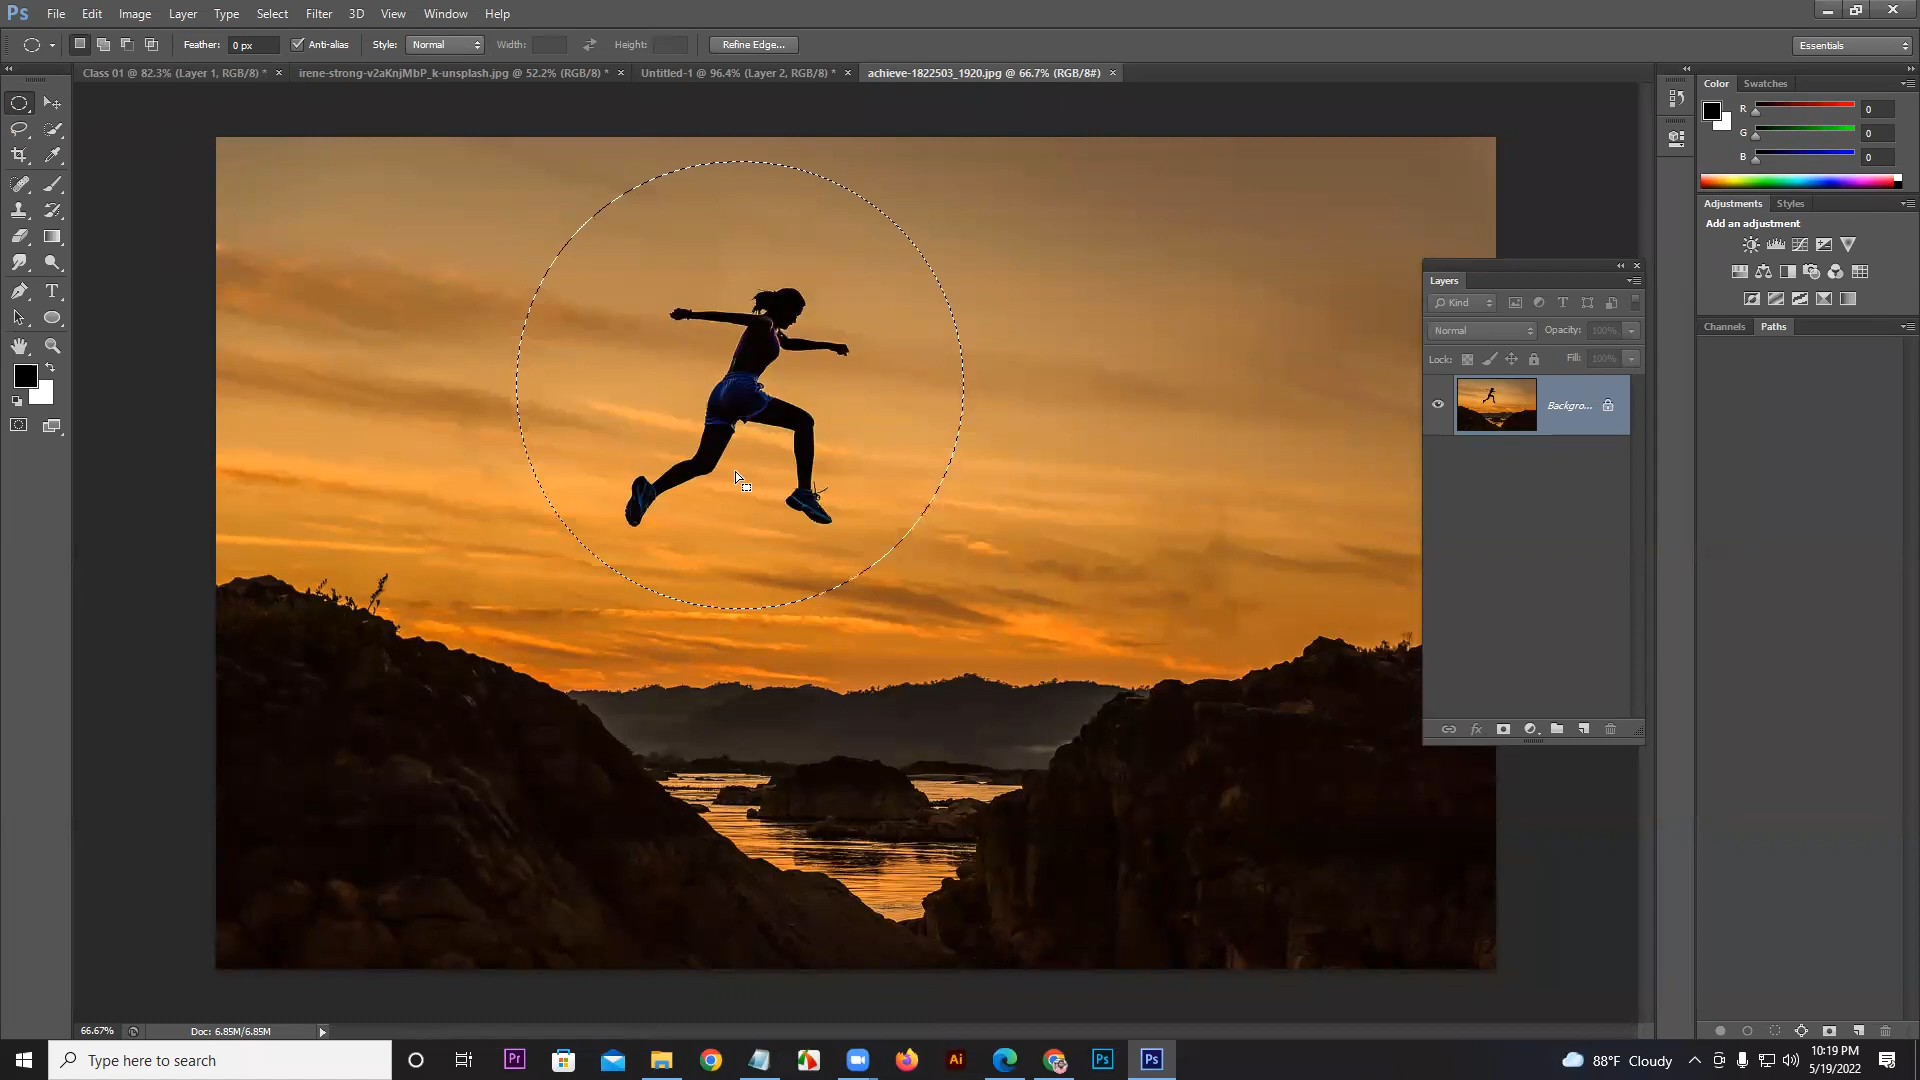 Ps File Edit Image Layer Type Select Filter 3D View Window Help
Feather: 0 px Anti-alias Style: Normal Width: Height: Refine Edge... Essentials
Class 01 @ 82.3% (Layer 1, RGB/8) * × irene-strong-v2aKnjMbP_k-unsplash.jpg @ 52.2% (RGB/8) * × Untitled-1 @ 96.4% (Layer 2, RGB/8) * × achieve-1822503_1920.jpg @ 66.7% (RGB/8#) ×
Color Swatches
R 0
G 0
B 0
Adjustments Styles
Add an adjustment
Layers
Kind
Normal Opacity: 100%
Lock: Fill: 100%
Backgro...
Channels Paths
66.67% Doc: 6.85M/6.85M
Type here to search
Pr Ai Ps Ps
88°F Cloudy
10:19 PM
5/19/2022